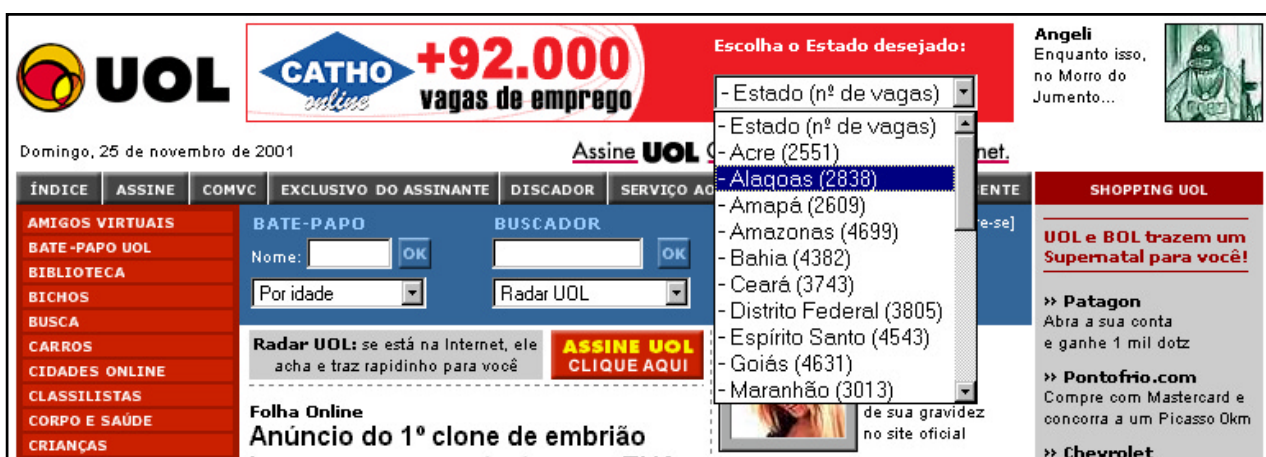 UOL
CATHO
online
+92.000
vagas de emprego
Escolha o Estado desejado:
- Estado (nº de vagas)
- Estado (nº de vagas)
- Acre (2551)
- Alagoas (2838)
- Amapá (2609)
- Amazonas (4699)
- Bahia (4382)
- Ceará (3743)
- Distrito Federal (3805)
- Espírito Santo (4543)
- Goiás (4631)
- Maranhão (3013)
Angeli
Enquanto isso,
no Morro do
Jumento...
Domingo, 25 de novembro de 2001
Assine UOL
net.
ÍNDICE
ASSINE
COMVC
EXCLUSIVO DO ASSINANTE
DISCADOR
SERVIÇO AO
ENTE
SHOPPING UOL
AMIGOS VIRTUAIS
BATE-PAPO UOL
BIBLIOTECA
BICHOS
BUSCA
CARROS
CIDADES ONLINE
CLASSILISTAS
CORPO E SAÚDE
CRIANÇAS
BATE-PAPO
Nome:
OK
Por idade
BUSCADOR
OK
Radar UOL
re-se]
Radar UOL: se está na Internet, ele
acha e traz rapidinho para você
ASSINE UOL
CLIQUE AQUI
Folha Online
Anúncio do 1º clone de embrião
de sua gravidez
no site oficial
UOL e BOL trazem um
Supernatal para você!
›› Patagon
Abra a sua conta
e ganhe 1 mil dotz
›› Pontofrio.com
Compre com Mastercard e
concorra a um Picasso 0km
›› Chevrolet